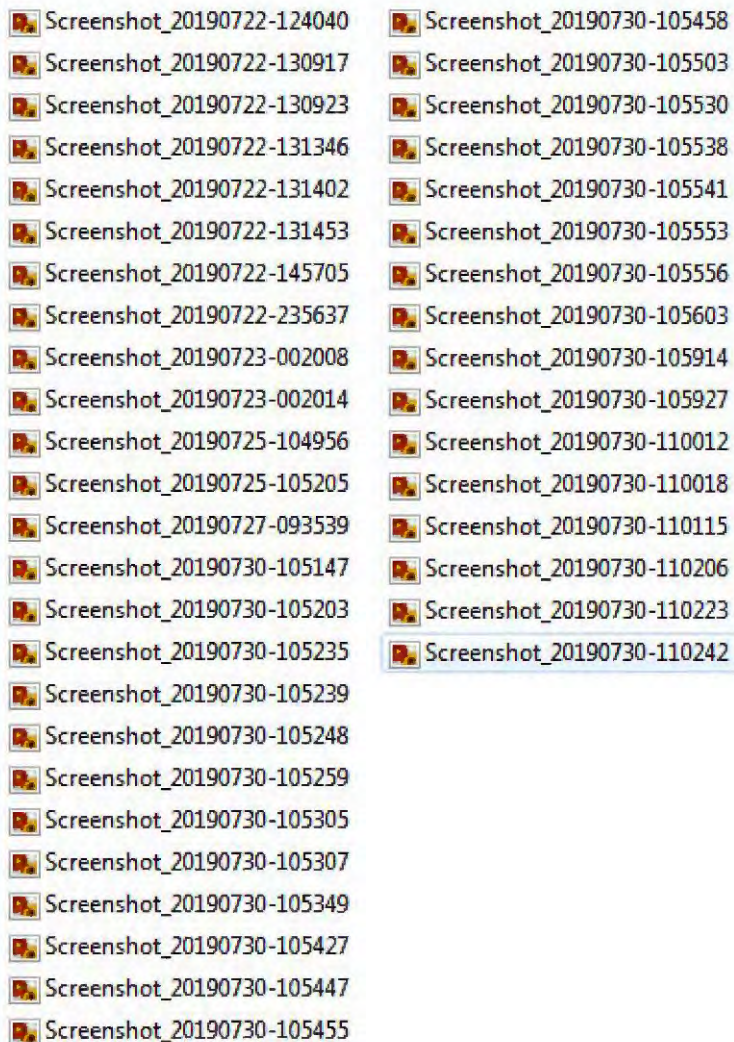 Screenshot_20190722-124040
Screenshot_20190722-130917
Screenshot_20190722-130923
Screenshot_20190722-131346
Screenshot_20190722-131402
Screenshot_20190722-131453
Screenshot_20190722-145705
Screenshot_20190722-235637
Screenshot_20190723-002008
Screenshot_20190723-002014
Screenshot_20190725-104956
Screenshot_20190725-105205
Screenshot_20190727-093539
Screenshot_20190730-105147
Screenshot_20190730-105203
Screenshot_20190730-105235
Screenshot_20190730-105239
Screenshot_20190730-105248
Screenshot_20190730-105259
Screenshot_20190730-105305
Screenshot_20190730-105307
Screenshot_20190730-105349
Screenshot_20190730-105427
Screenshot_20190730-105447
Screenshot_20190730-105455
Screenshot_20190730-105458
Screenshot_20190730-105503
Screenshot_20190730-105530
Screenshot_20190730-105538
Screenshot_20190730-105541
Screenshot_20190730-105553
Screenshot_20190730-105556
Screenshot_20190730-105603
Screenshot_20190730-105914
Screenshot_20190730-105927
Screenshot_20190730-110012
Screenshot_20190730-110018
Screenshot_20190730-110115
Screenshot_20190730-110206
Screenshot_20190730-110223
Screenshot_20190730-110242